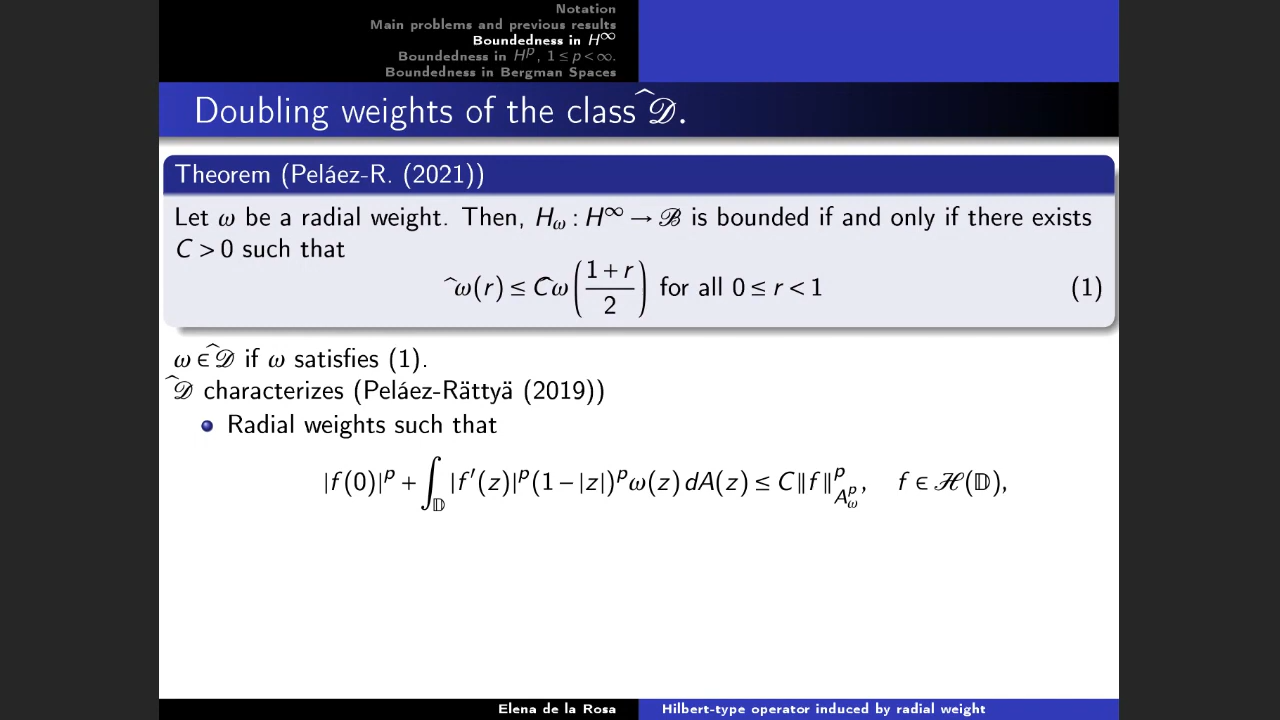 Notation
Main problems and previous results
Boundedness in H^∞
Boundedness in H^p, 1 ≤ p < ∞.
Boundedness in Bergman Spaces
Doubling weights of the class 𝒟̂.
Theorem (Peláez-R. (2021))
Let ω be a radial weight. Then, H_ω : H^∞ → ℬ is bounded if and only if there exists
C > 0 such that
ω̂(r) ≤ Cω̂((1 + r)/2) for all 0 ≤ r < 1 (1)
ω ∈ 𝒟̂ if ω satisfies (1).
𝒟̂ characterizes (Peláez-Rättyä (2019))
Radial weights such that
|f(0)|^p + ∫_𝔻 |f′(z)|^p (1 − |z|)^p ω(z) dA(z) ≤ C‖f‖^p_{A^p_ω}, f ∈ ℋ(𝔻),
Elena de la Rosa
Hilbert-type operator induced by radial weight